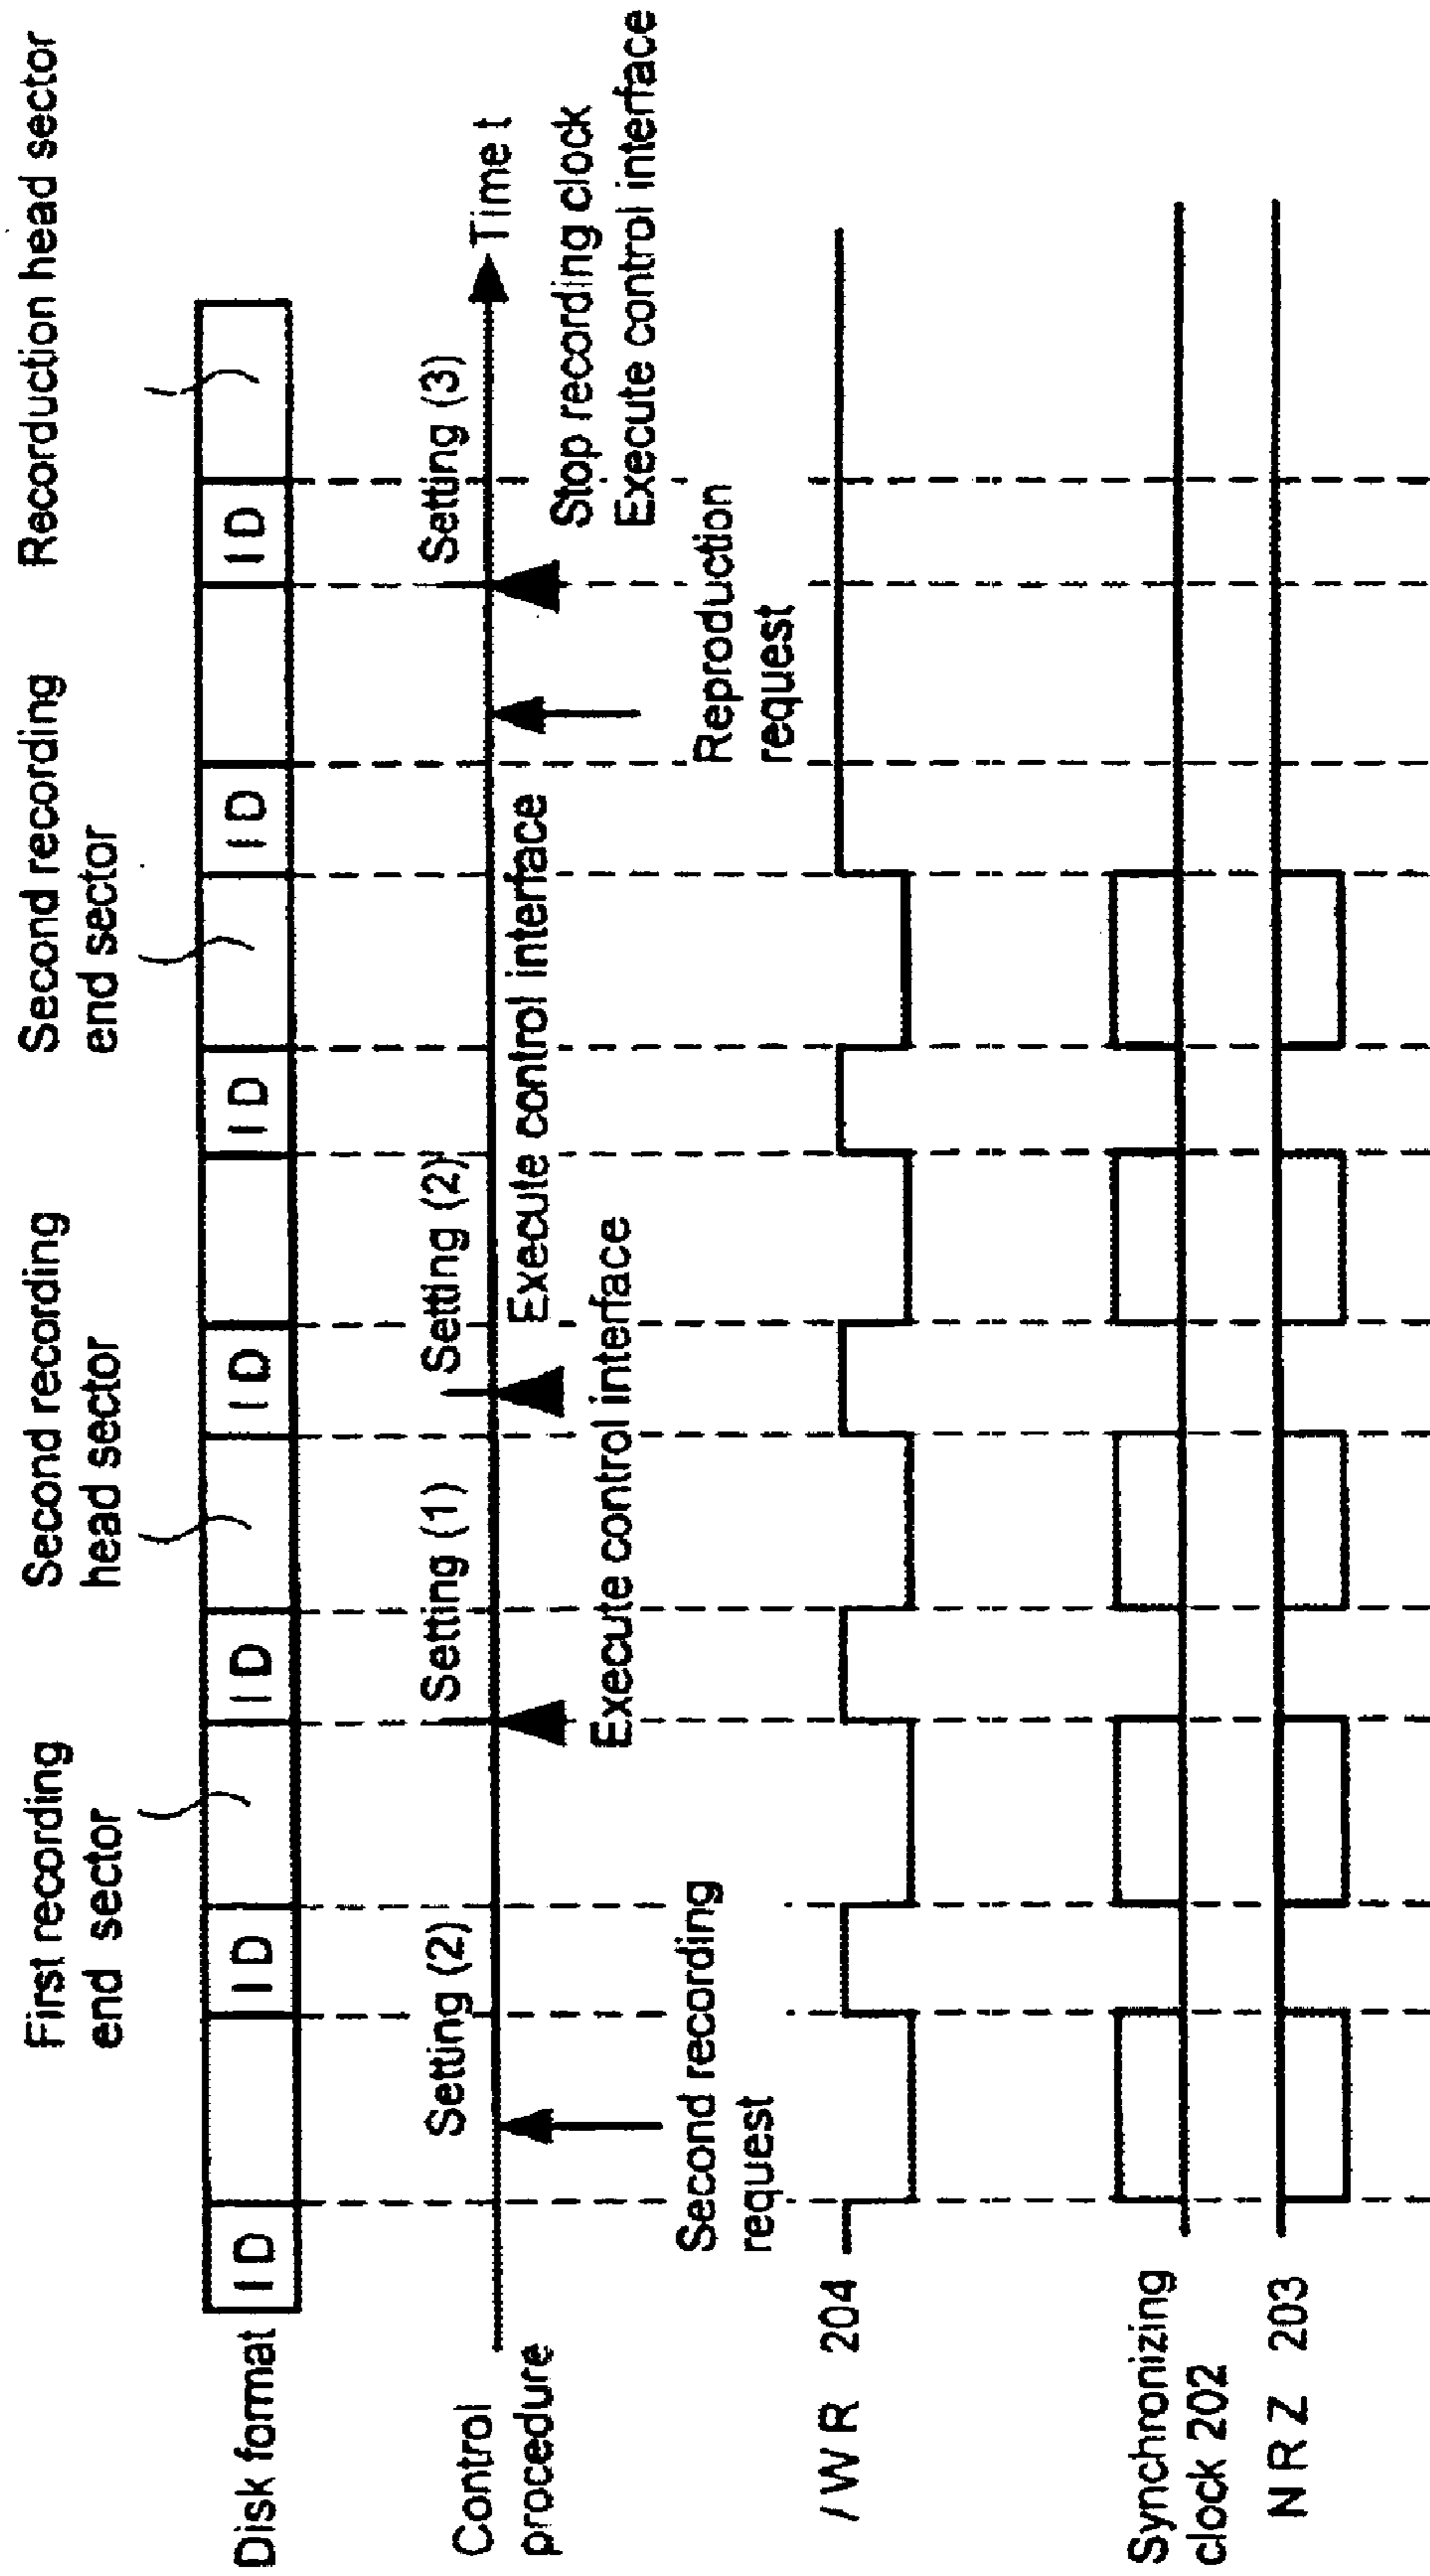 First recording
end sector
Second recording
head sector
Second recording
end sector
Recorduction head sector
Disk format
ID
ID
ID
ID
ID
ID
ID
Control
procedure
Setting (2)
Setting (1)
Setting (2)
Setting (3)
Time t
Second recording
request
Execute control interface
Execute control interface
Reproduction
request
Stop recording clock
Execute control interface
/WR 204
Synchronizing
clock 202
NRZ 203